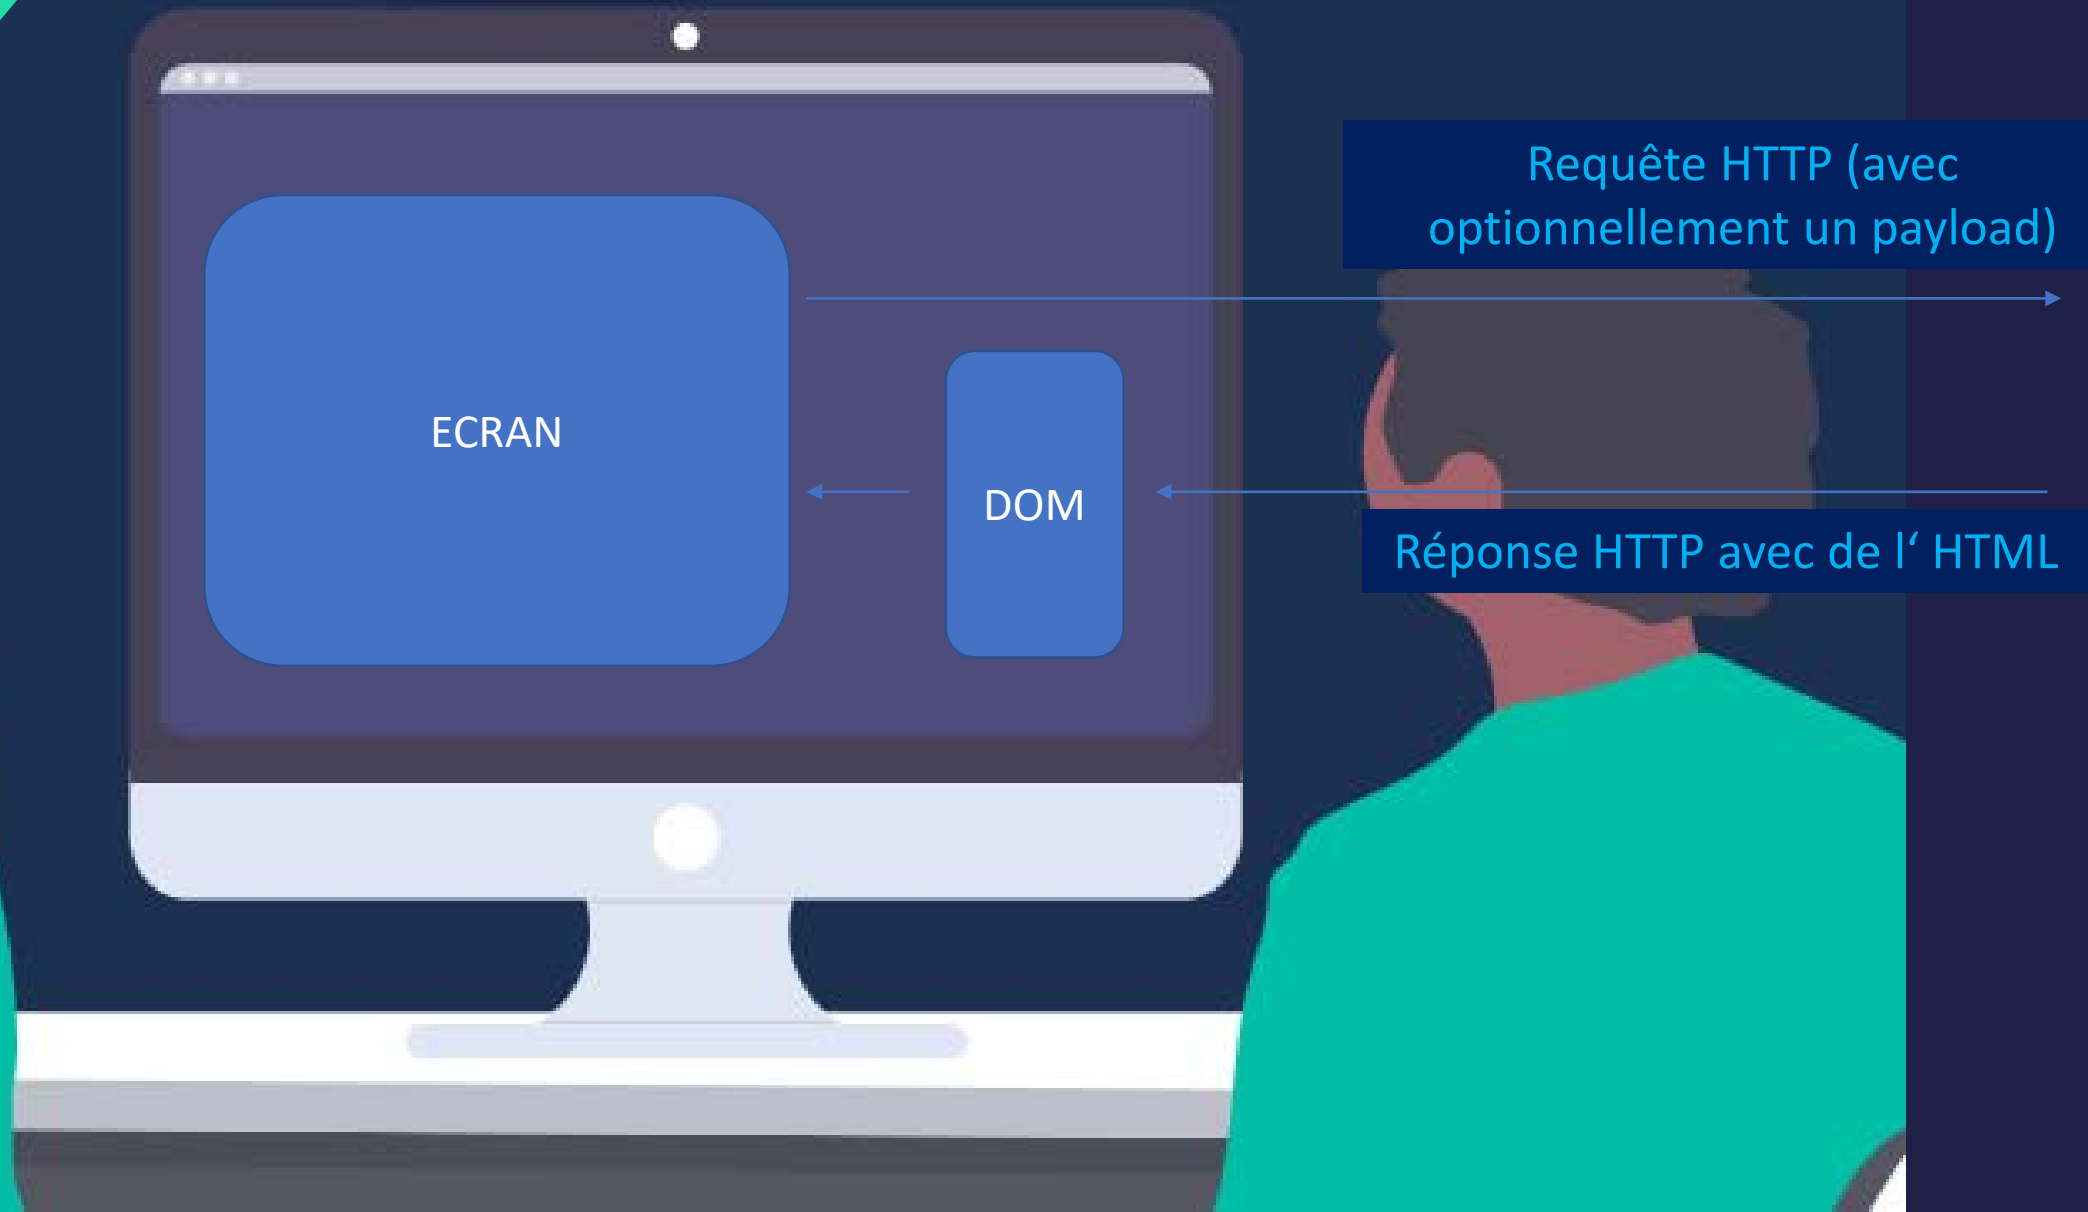 Requête HTTP (avec
optionnellement un payload)
ECRAN
DOM
Réponse HTTP avec de l‘ HTML